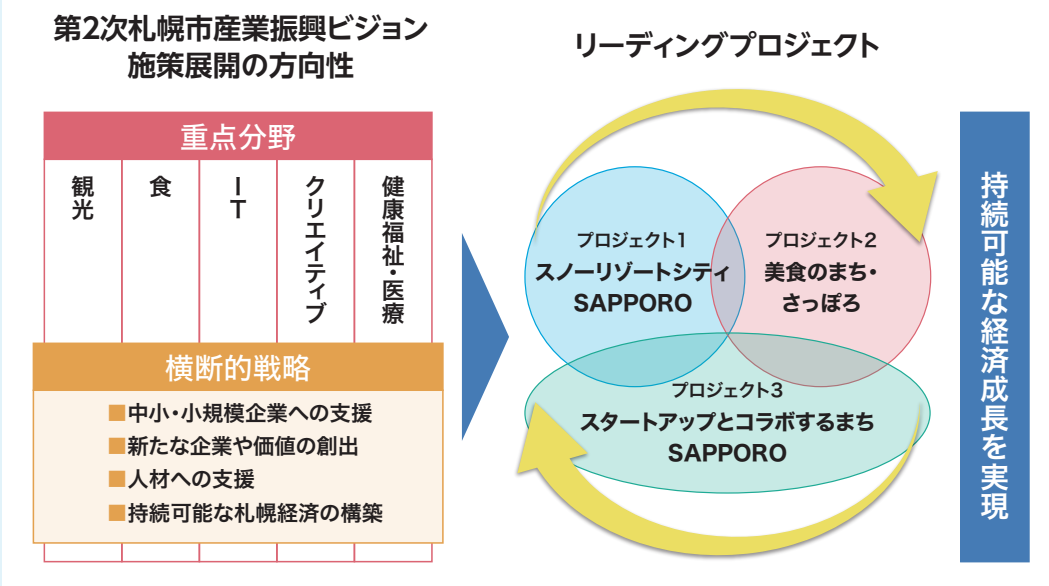 第2次札幌市産業振興ビジョン
施策展開の方向性
重点分野
観光
食
IT
クリエイティブ
健康福祉・医療
横断的戦略
■中小・小規模企業への支援
■新たな企業や価値の創出
■人材への支援
■持続可能な札幌経済の構築
リーディングプロジェクト
プロジェクト1
スノーリゾートシティ
SAPPORO
プロジェクト2
美食のまち・
さっぽろ
プロジェクト3
スタートアップとコラボするまち
SAPPORO
持続可能な経済成長を実現